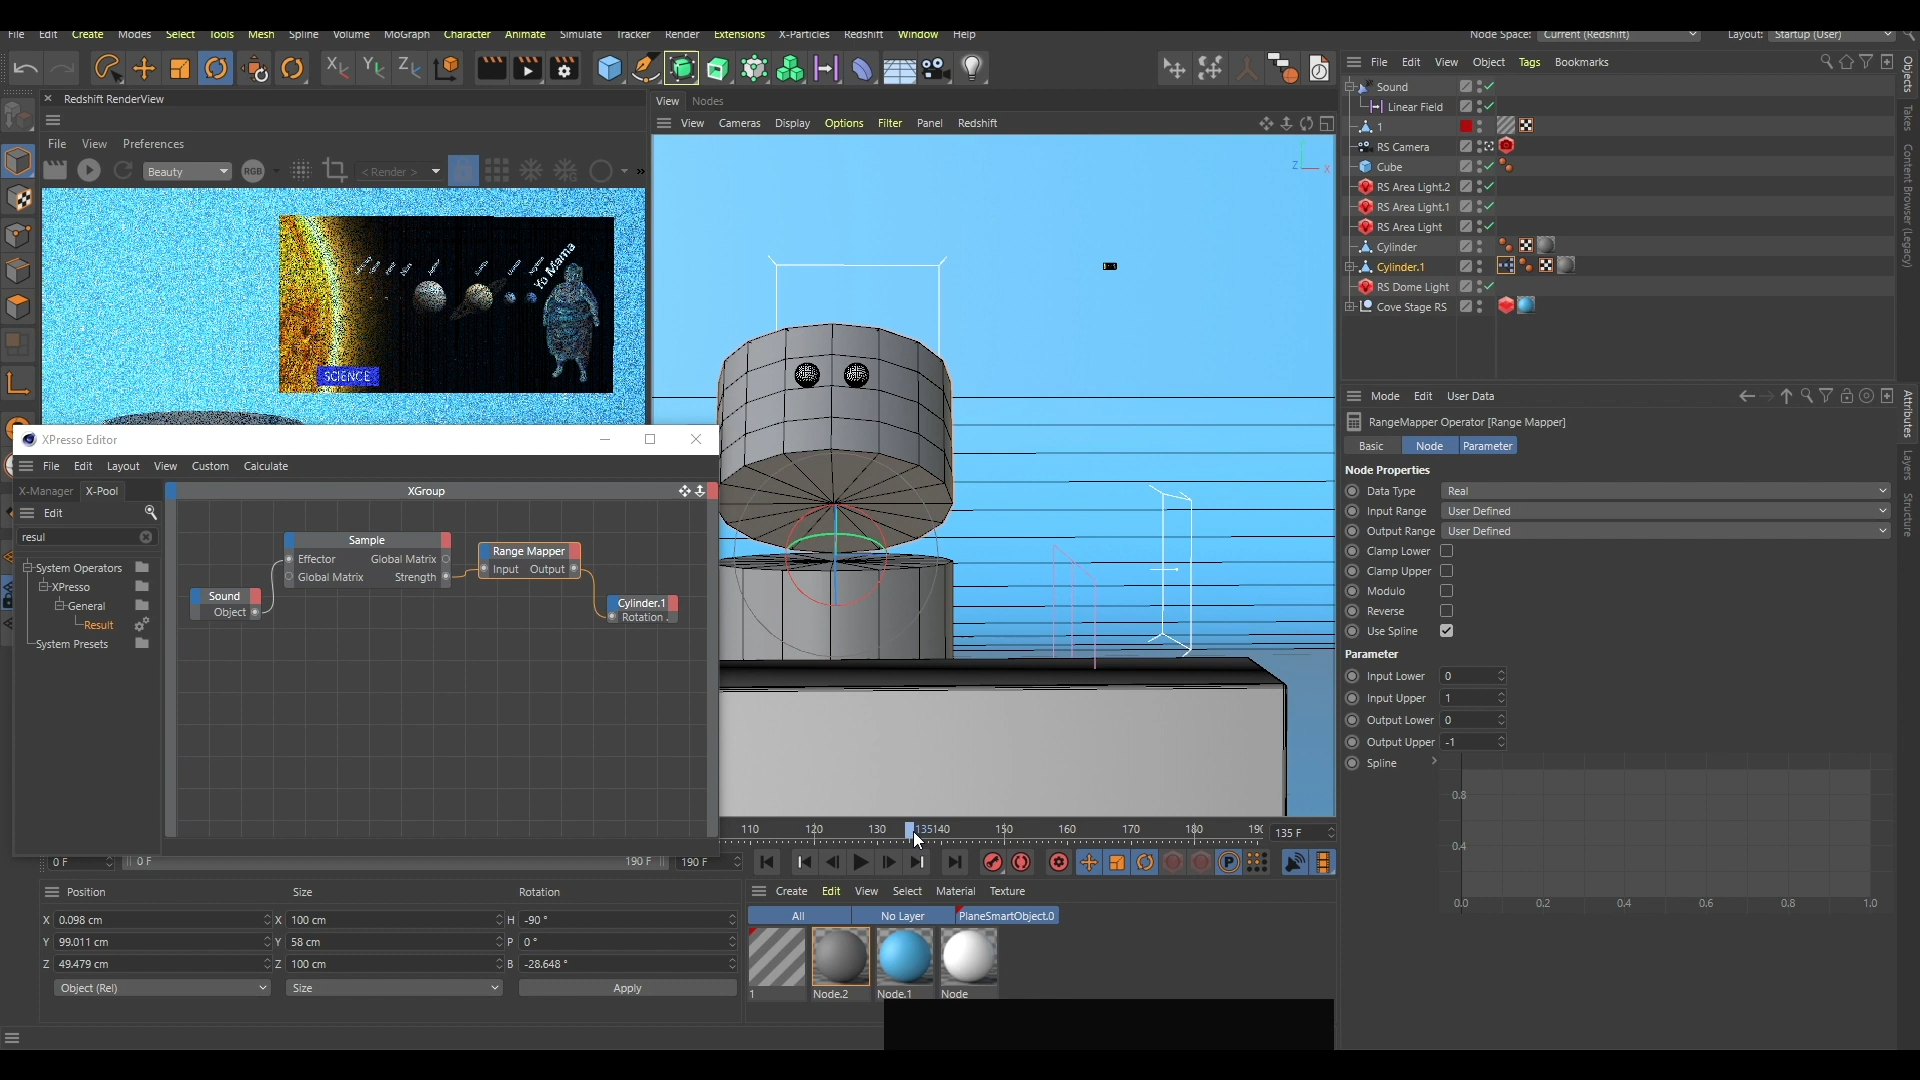 File Edit Create Modes Select Tools Mesh Spline Volume MoGraph Character Animate Simulate Tracker Render Extensions X-Particles Redshift Window Help
Node Space: Current (Redshift) Layout: Startup (User)
Redshift RenderView
File View Preferences
Beauty RGB < Render >
Yo Mama
SCIENCE
View Nodes
View Cameras Display Options Filter Panel Redshift
Z X
XPresso Editor
File Edit Layout View Custom Calculate
X-Manager X-Pool
Edit
resul
System Operators
XPresso
General
Result
System Presets
XGroup
Sample
Effector Global Matrix
Global Matrix Strength
Range Mapper
Input Output
Sound
Object
Cylinder.1
Rotation .
110 120 130 135 140 150 160 170 180 19
135 F
0 F 0 F 190 F 190 F
Position Size Rotation
X 0.098 cm X 100 cm H -90 °
Y 99.011 cm Y 58 cm P 0 °
Z 49.479 cm Z 100 cm B -28.648 °
Object (Rel) Size Apply
Create Edit View Select Material Texture
All No Layer PlaneSmartObject.0
1 Node.2 Node.1 Node
File Edit View Object Tags Bookmarks
Sound
Linear Field
1
RS Camera
Cube
RS Area Light.2
RS Area Light.1
RS Area Light
Cylinder
Cylinder.1
RS Dome Light
Cove Stage RS
Objects
Takes
Content Browser (Legacy)
Mode Edit User Data
RangeMapper Operator [Range Mapper]
Basic Node Parameter
Node Properties
Data Type Real
Input Range User Defined
Output Range User Defined
Clamp Lower
Clamp Upper
Modulo
Reverse
Use Spline
Parameter
Input Lower 0
Input Upper 1
Output Lower 0
Output Upper -1
Spline
0.8
0.4
0.0 0.2 0.4 0.6 0.8 1.0
Attributes
Layers
Structure